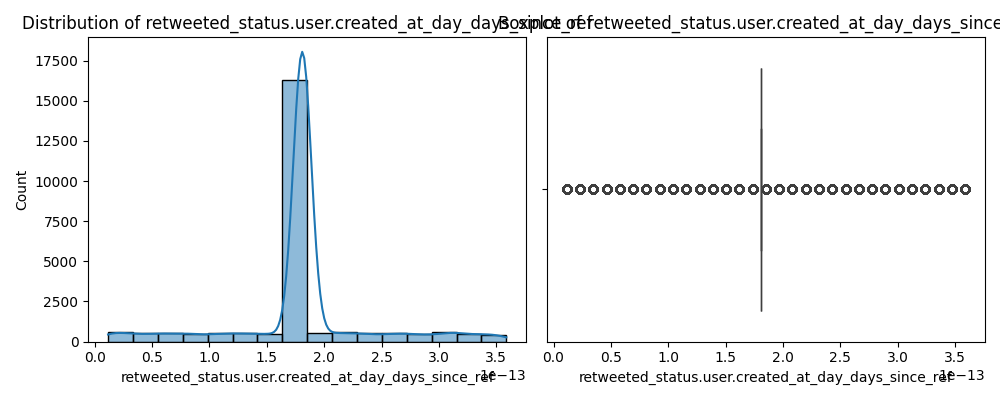 Distribution of retweeted_status.user.created_at_day_days_since_ref
Boxplot of retweeted_status.user.created_at_day_days_since
17500
15000
12500
10000
7500
5000
2500
0
Count
0.0 0.5 1.0 1.5 2.0 2.5 3.0 3.5
1e−13
retweeted_status.user.created_at_day_days_since_ref
0.0 0.5 1.0 1.5 2.0 2.5 3.0 3.5
1e−13
retweeted_status.user.created_at_day_days_since_ref